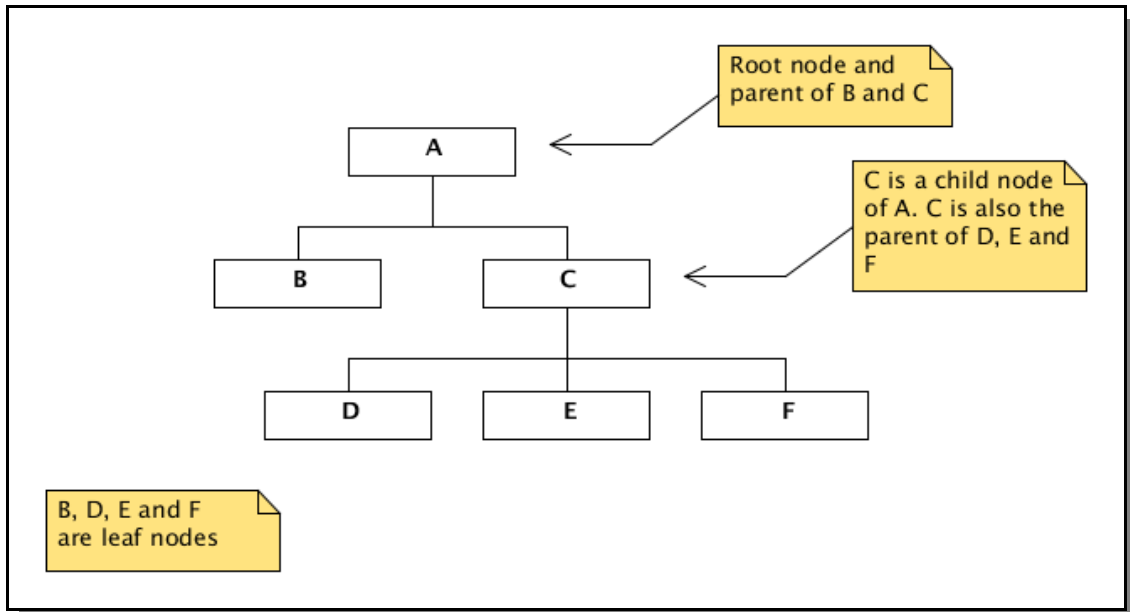 Root node and
parent of B and C
A
C is a child node
of A. C is also the
parent of D, E and
F
B
C
D
E
F
B, D, E and F
are leaf nodes